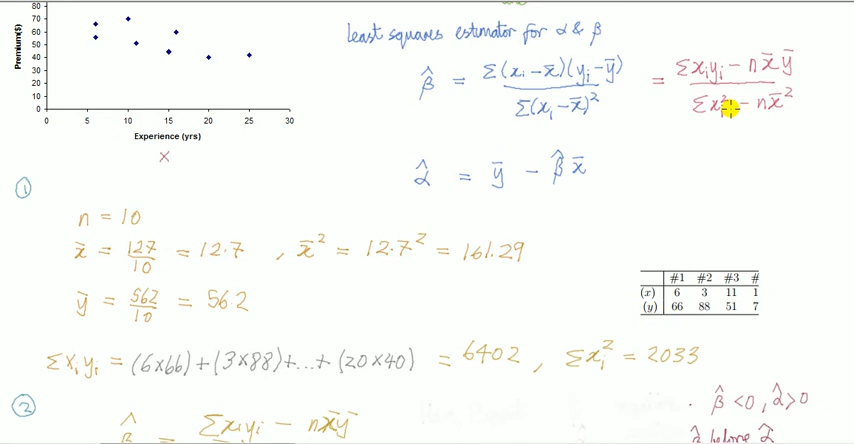 80
70
60
50
40
30
20
10
0
Premium($)
0 5 10 15 20 25 30
Experience (yrs)
x
least squares estimator for α & β
β̂ = Σ(xᵢ - x̄)(yᵢ - ȳ) / Σ(xᵢ - x̄)² = Σxᵢyᵢ - n x̄ ȳ / Σxᵢ² - n x̄²
α̂ = ȳ - β̂ x̄
①
n = 10
x̄ = 127/10 = 12.7 , x̄² = 12.7² = 161.29
ȳ = 562/10 = 56.2
#1 #2 #3 #
(x) 6 3 11 1
(y) 66 88 51 7
Σxᵢyᵢ = (6×66)+(3×88)+...+(20×40) = 6402 , Σxᵢ² = 2033
②
β̂ = Σxᵢyᵢ - n x̄ ȳ
. β̂ < 0 , α̂ > 0